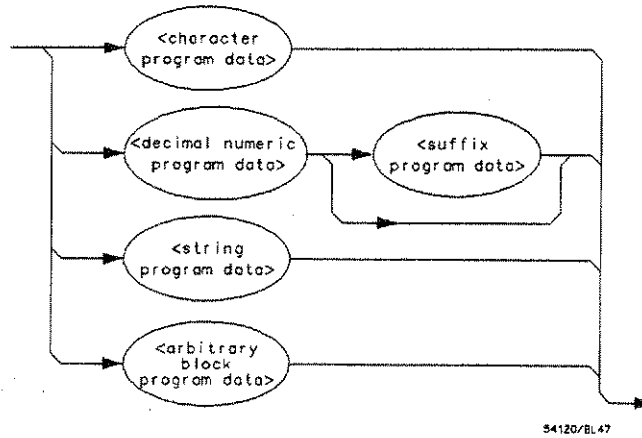 <character
program data>
<decimal numeric
program data>
<suffix
program data>
<string
program data>
<arbitrary
block
program data>
54120/BL47